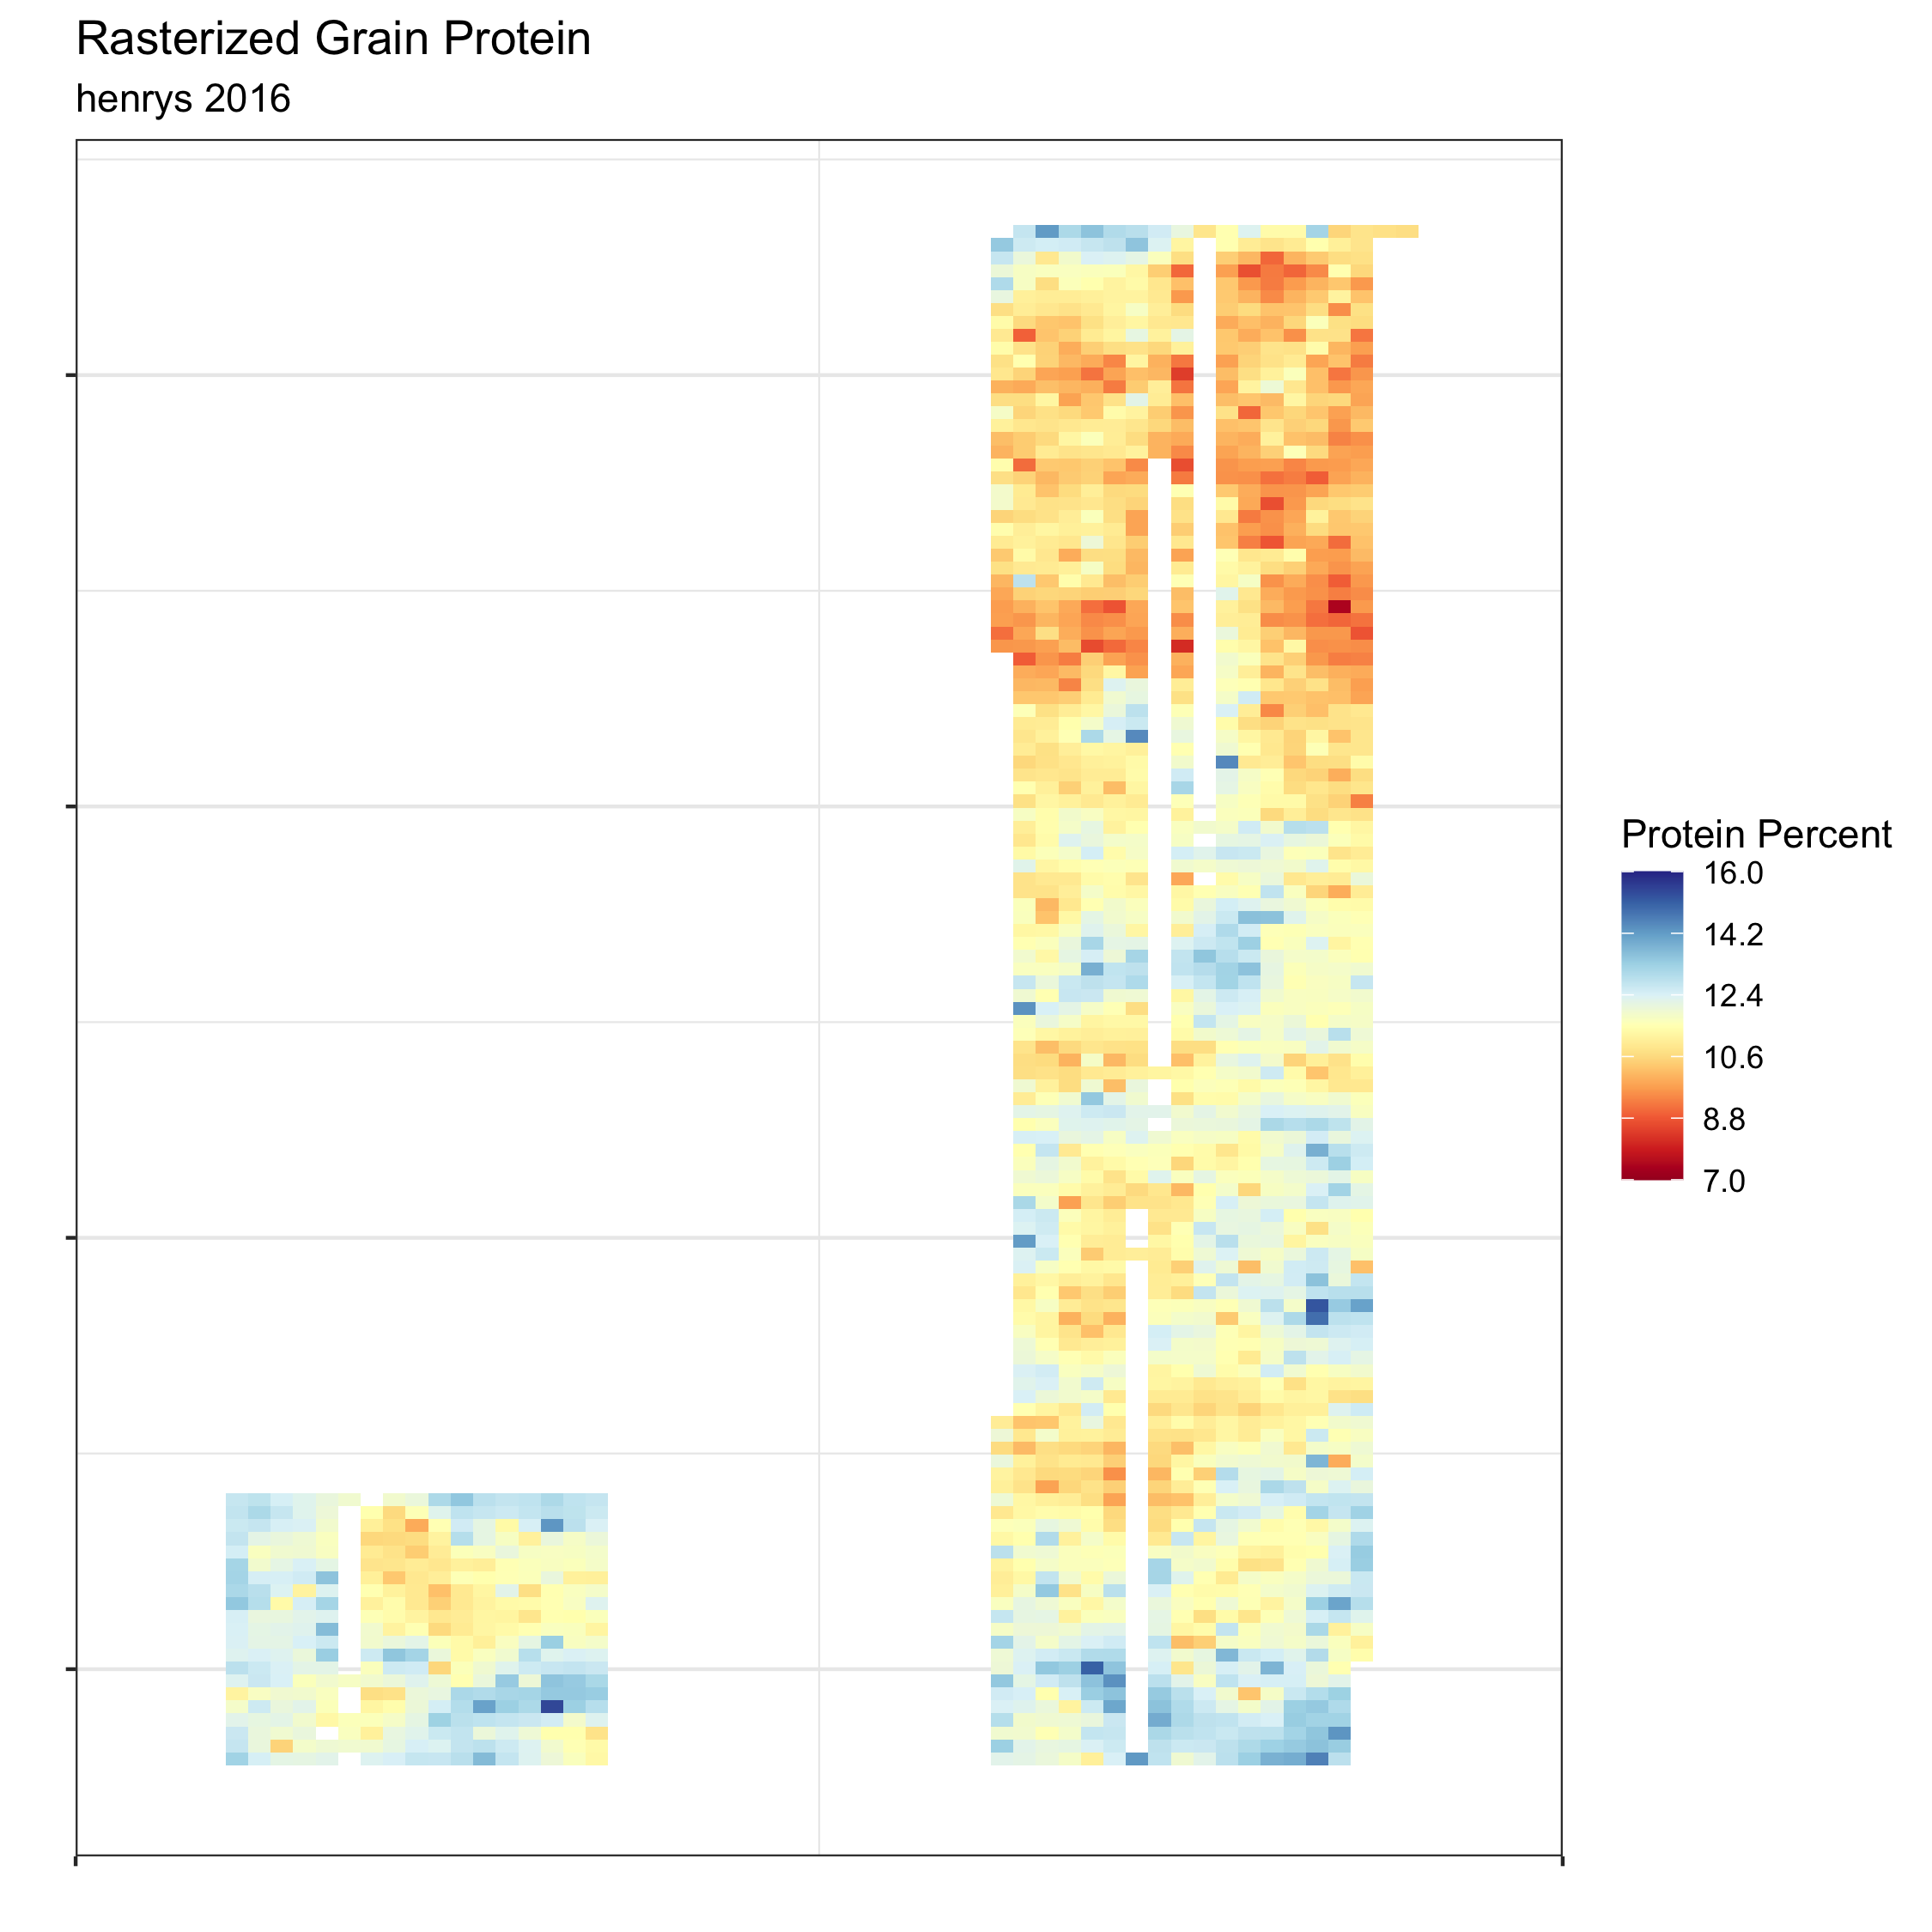 Rasterized Grain Protein
henrys 2016
Protein Percent
16.0
14.2
12.4
10.6
8.8
7.0